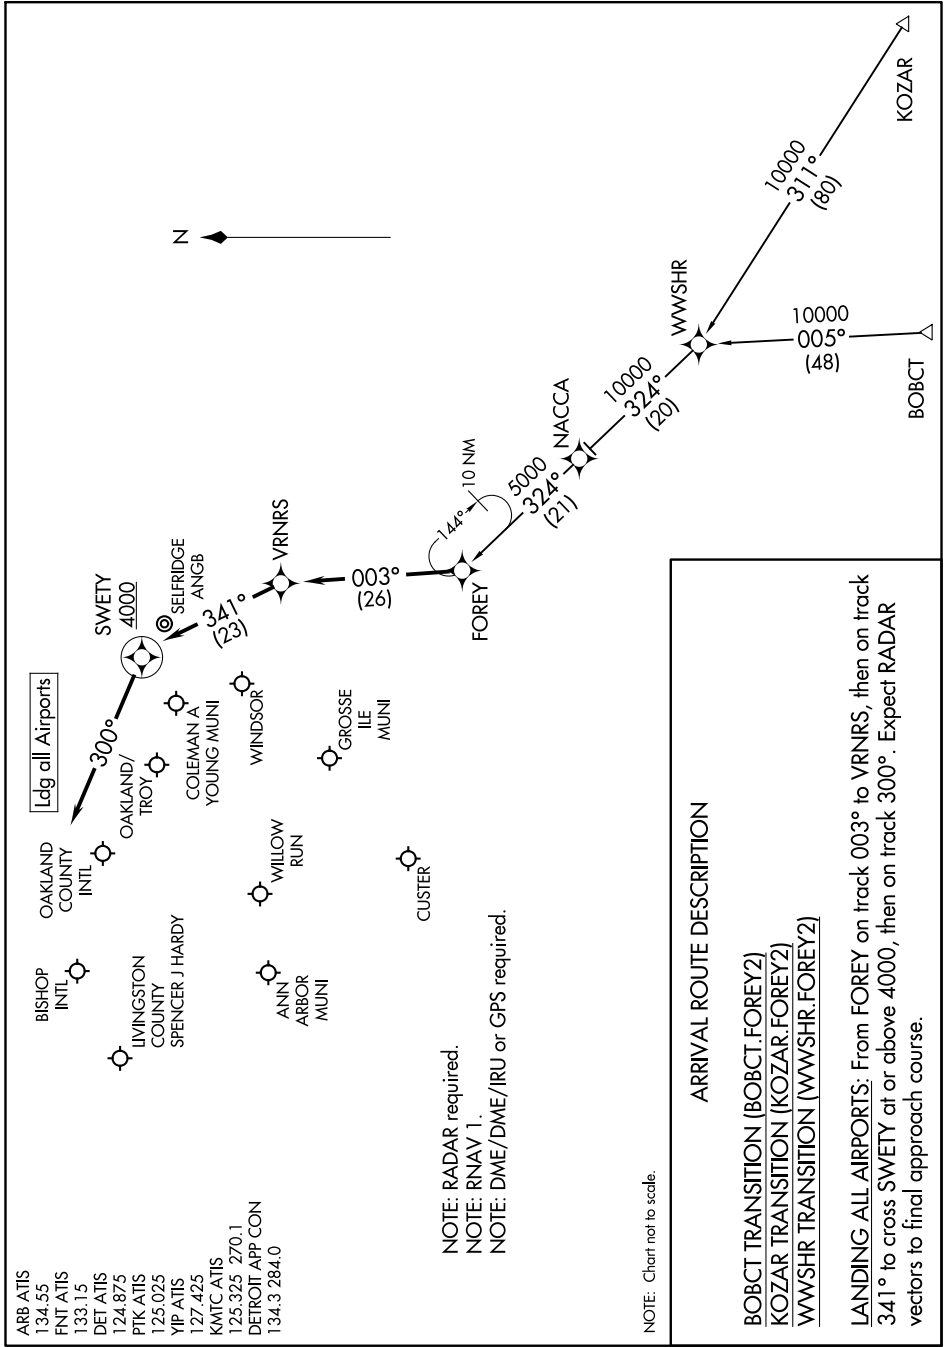 ARB ATIS
134.55
FNT ATIS
133.15
DET ATIS
124.875
PTK ATIS
125.025
YIP ATIS
127.425
KMTC ATIS
125.325 270.1
DETROIT APP CON
134.3 284.0
Ldg all Airports
BISHOP
INTL
OAKLAND
COUNTY
INTL
300°
SWETY
4000
OAKLAND/
TROY
SELFRIDGE
ANGB
N
LIVINGSTON
COUNTY
SPENCER J HARDY
COLEMAN A
YOUNG MUNI
341°
(23)
WINDSOR
VRNRS
ANN
ARBOR
MUNI
WILLOW
RUN
GROSSE
ILE
MUNI
003°
(26)
CUSTER
FOREY
144°
10 NM
5000
324°
(21)
NACCA
10000
324°
(20)
WWSHR
10000
311°
(80)
KOZAR
10000
005°
(48)
BOBCT
NOTE: RADAR required.
NOTE: RNAV 1.
NOTE: DME/DME/IRU or GPS required.
NOTE: Chart not to scale.
ARRIVAL ROUTE DESCRIPTION
BOBCT TRANSITION (BOBCT.FOREY2)
KOZAR TRANSITION (KOZAR.FOREY2)
WWSHR TRANSITION (WWSHR.FOREY2)
LANDING ALL AIRPORTS: From FOREY on track 003° to VRNRS, then on track
341° to cross SWETY at or above 4000, then on track 300°. Expect RADAR
vectors to final approach course.